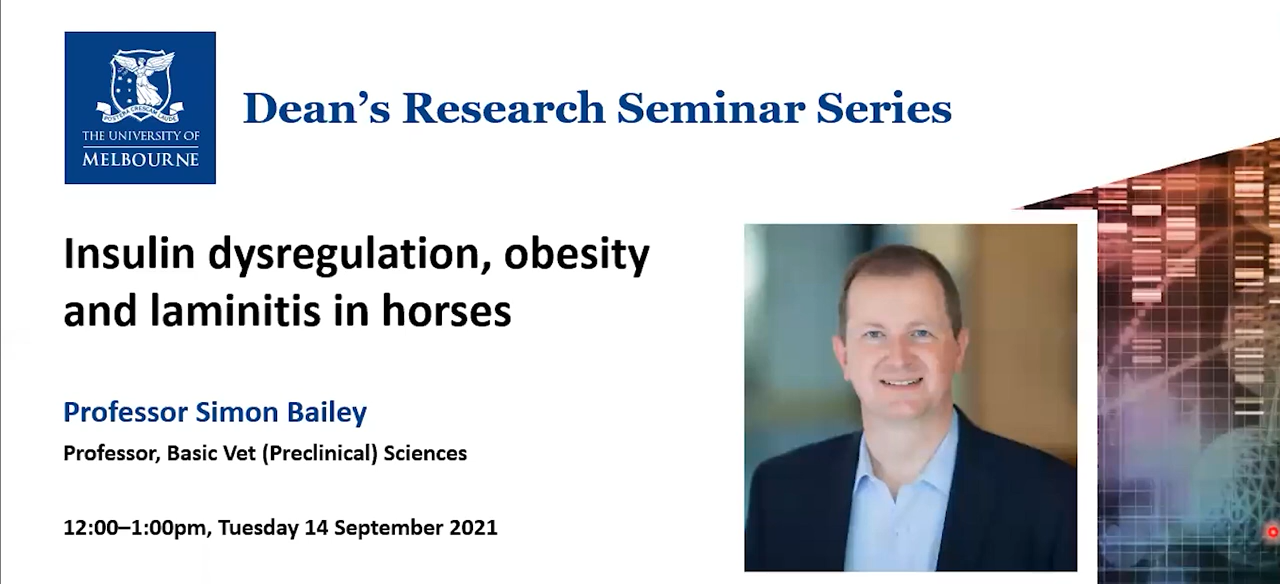 THE UNIVERSITY OF
MELBOURNE
Dean's Research Seminar Series
Insulin dysregulation, obesity
and laminitis in horses
Professor Simon Bailey
Professor, Basic Vet (Preclinical) Sciences
12:00–1:00pm, Tuesday 14 September 2021